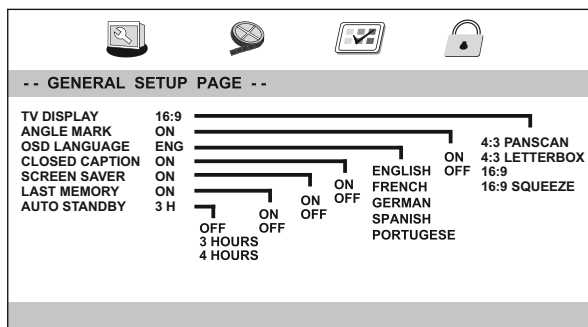 -- GENERAL SETUP PAGE --
TV DISPLAY 16:9
ANGLE MARK ON
OSD LANGUAGE ENG
CLOSED CAPTION ON
SCREEN SAVER ON
LAST MEMORY ON
AUTO STANDBY 3 H
OFF
3 HOURS
4 HOURS
ON
OFF
ON
OFF
ON
OFF
ENGLISH
FRENCH
GERMAN
SPANISH
PORTUGESE
ON
OFF
4:3 PANSCAN
4:3 LETTERBOX
16:9
16:9 SQUEEZE